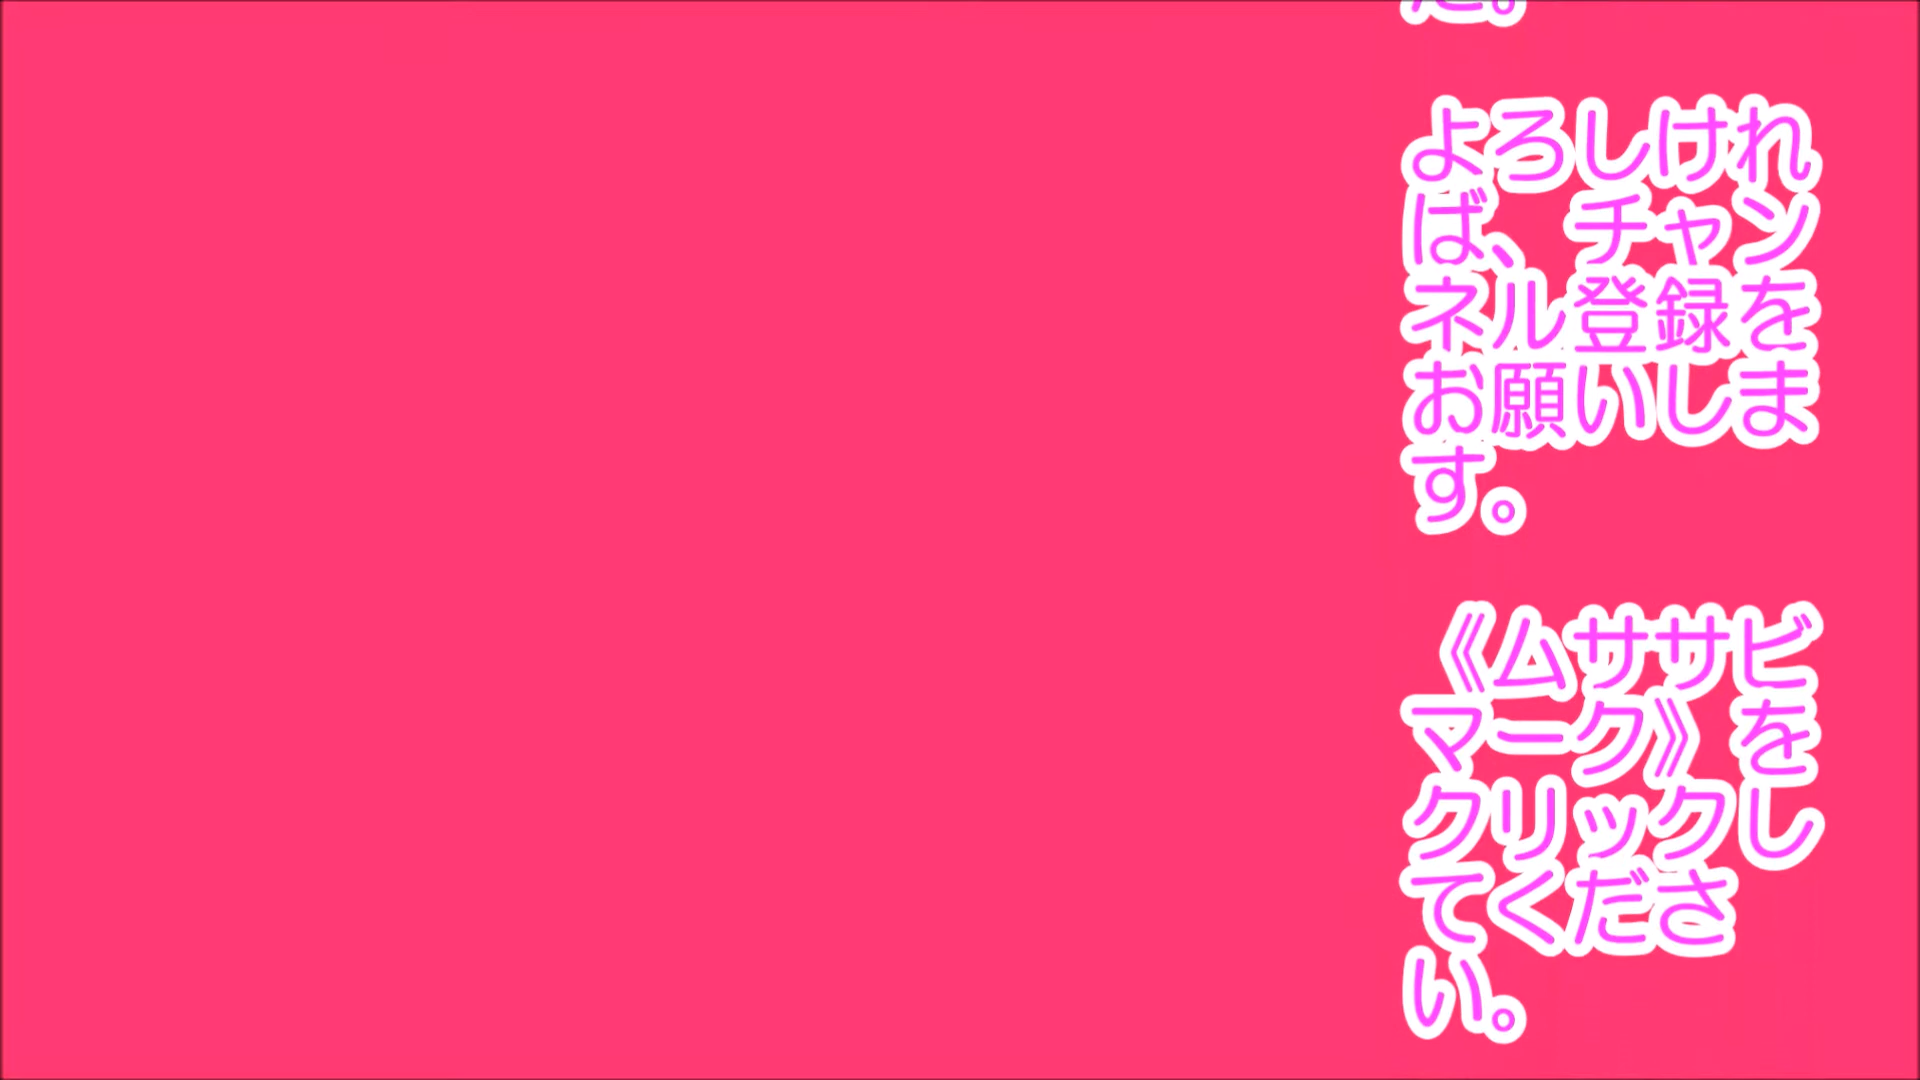 よろしけれ
ば、チャン
ネル登録を
お願いしま
す。
《ムササビ
マーク》を
クリックし
てくださ
い。